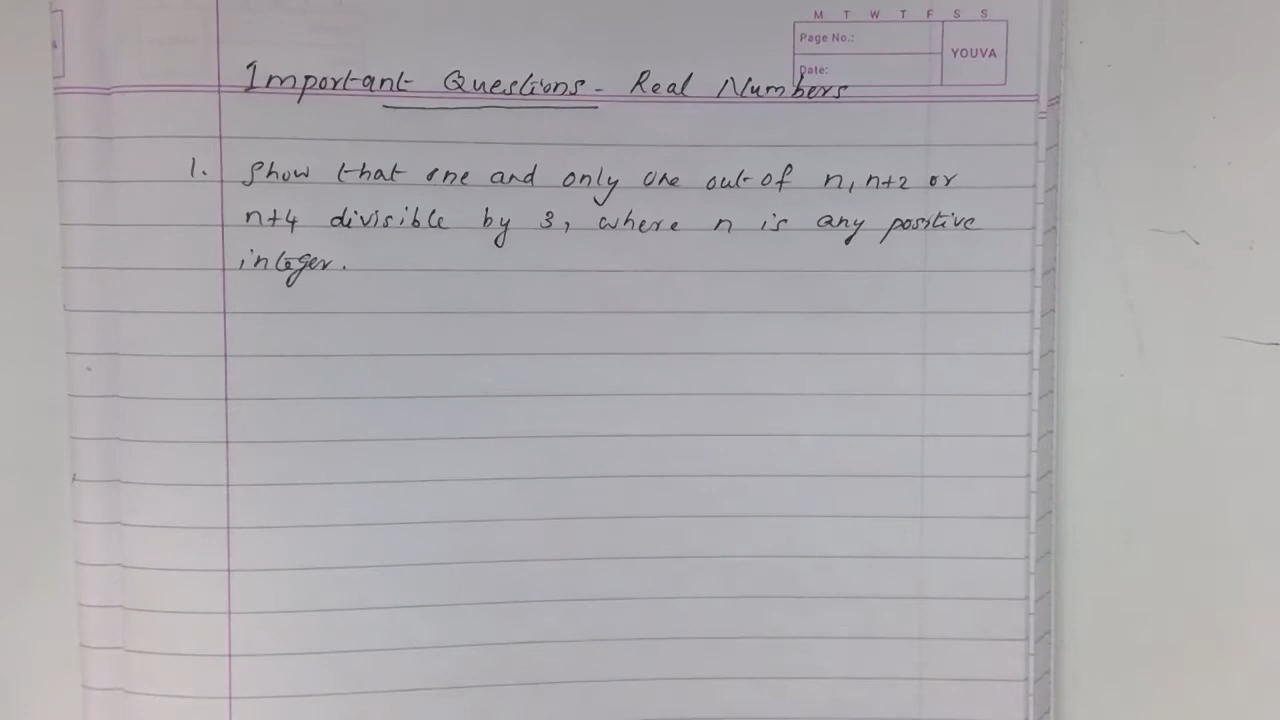 M T W T F S S
Page No.:
YOUVA
Date:
Important Questions - Real Numbers
1. Show that one and only one out of n, n+2 or
n+4 divisible by 3, where n is any positive
integer.